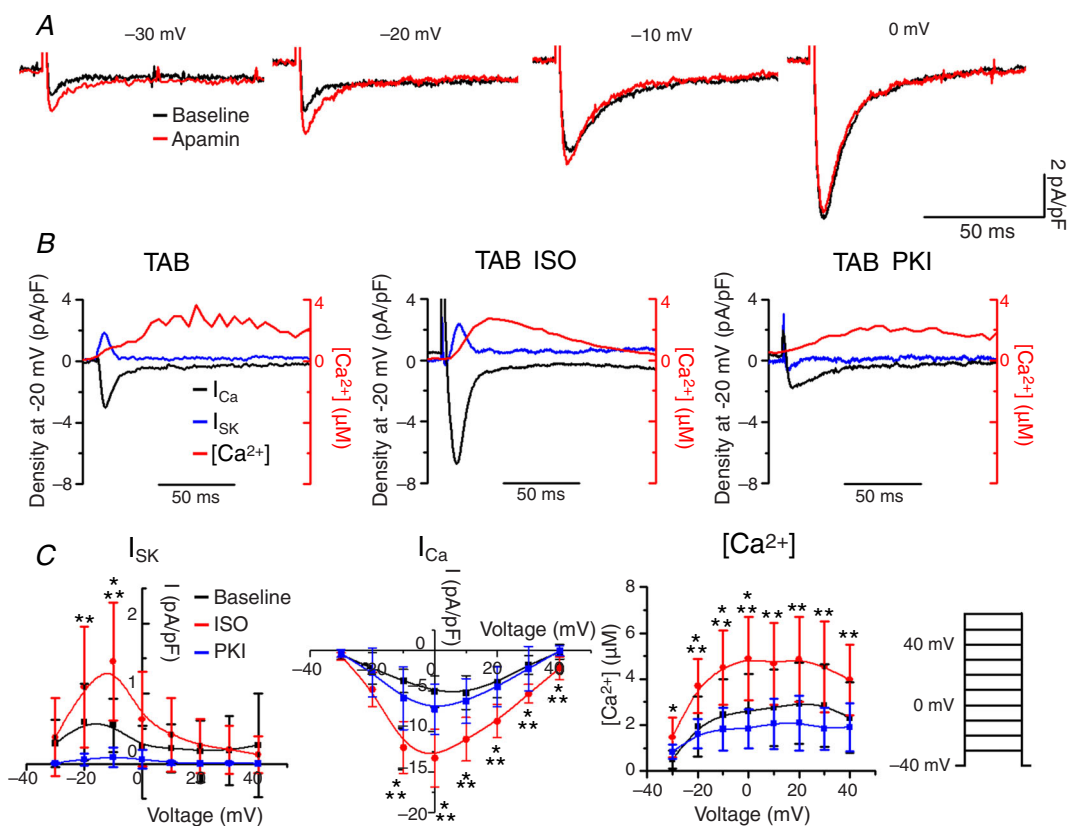 A
−30 mV
−20 mV
−10 mV
0 mV
Baseline
Apamin
2 pA/pF
50 ms
B
TAB
TAB ISO
TAB PKI
Density at -20 mV (pA/pF)
4
0
−4
−8
I_Ca
I_SK
[Ca²⁺]
50 ms
4
0
[Ca²⁺] (µM)
Density at -20 mV (pA/pF)
4
0
−4
−8
50 ms
4
0
[Ca²⁺] (µM)
Density at -20 mV (pA/pF)
4
0
−4
−8
50 ms
4
0
[Ca²⁺] (µM)
C
I_SK
I (pA/pF)
2
1
0
Baseline
ISO
PKI
**
*
**
−40
−20
0
20
40
Voltage (mV)
I_Ca
I (pA/pF)
Voltage (mV)
−40
−20
0
20
40
0
−5
−10
−15
−20
*
**
*
**
*
**
*
**
*
**
*
**
[Ca²⁺]
[Ca²⁺] (µM)
8
6
4
2
0
*
*
**
*
**
*
**
**
**
**
**
−40
−20
0
20
40
Voltage (mV)
40 mV
0 mV
−40 mV